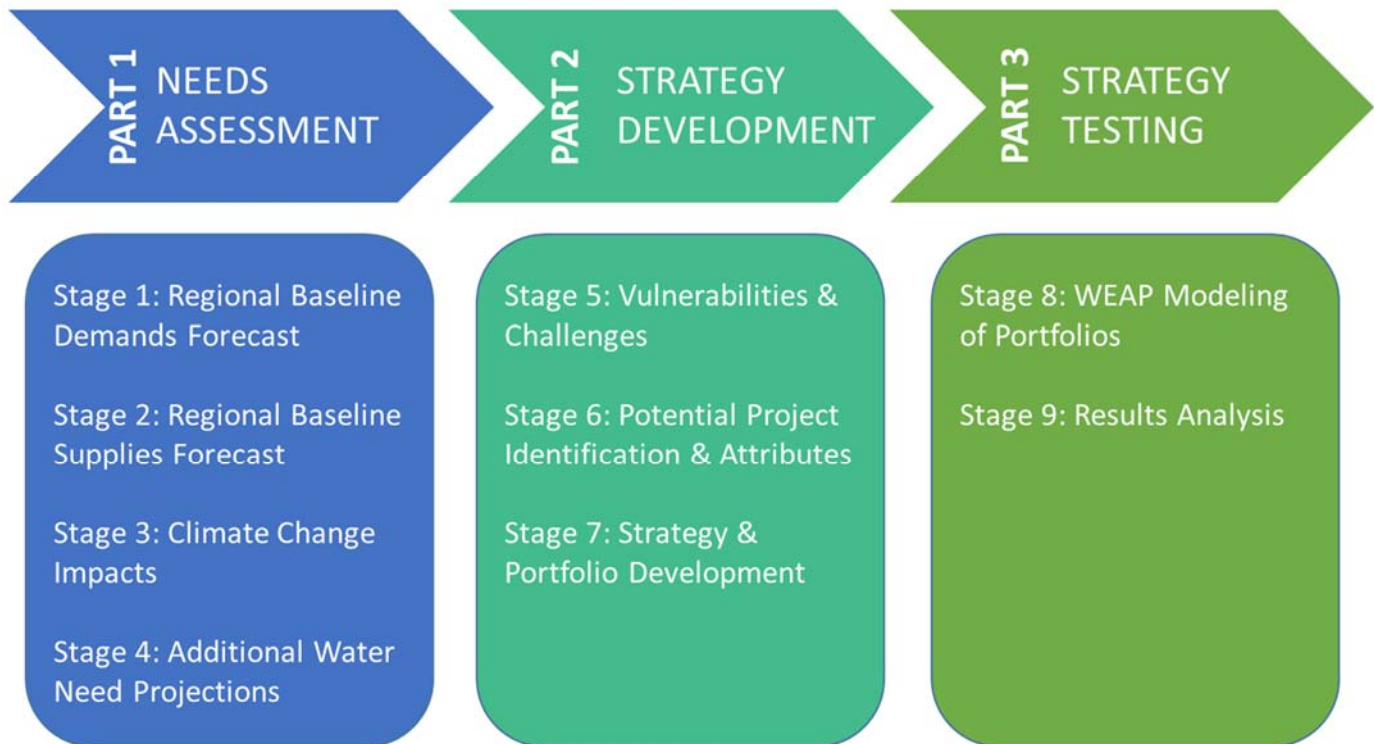 PART 1
NEEDS
ASSESSMENT
PART 2
STRATEGY
DEVELOPMENT
PART 3
STRATEGY
TESTING
Stage 1: Regional Baseline
Demands Forecast
Stage 2: Regional Baseline
Supplies Forecast
Stage 3: Climate Change
Impacts
Stage 4: Additional Water
Need Projections
Stage 5: Vulnerabilities &
Challenges
Stage 6: Potential Project
Identification & Attributes
Stage 7: Strategy &
Portfolio Development
Stage 8: WEAP Modeling
of Portfolios
Stage 9: Results Analysis